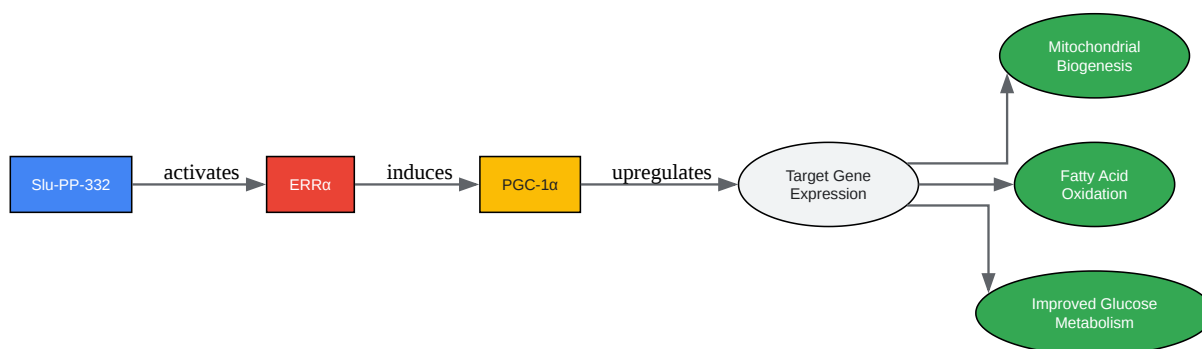 Slu-PP-332
activates
ERRα
induces
PGC-1α
upregulates
Target Gene
Expression
Mitochondrial
Biogenesis
Fatty Acid
Oxidation
Improved Glucose
Metabolism